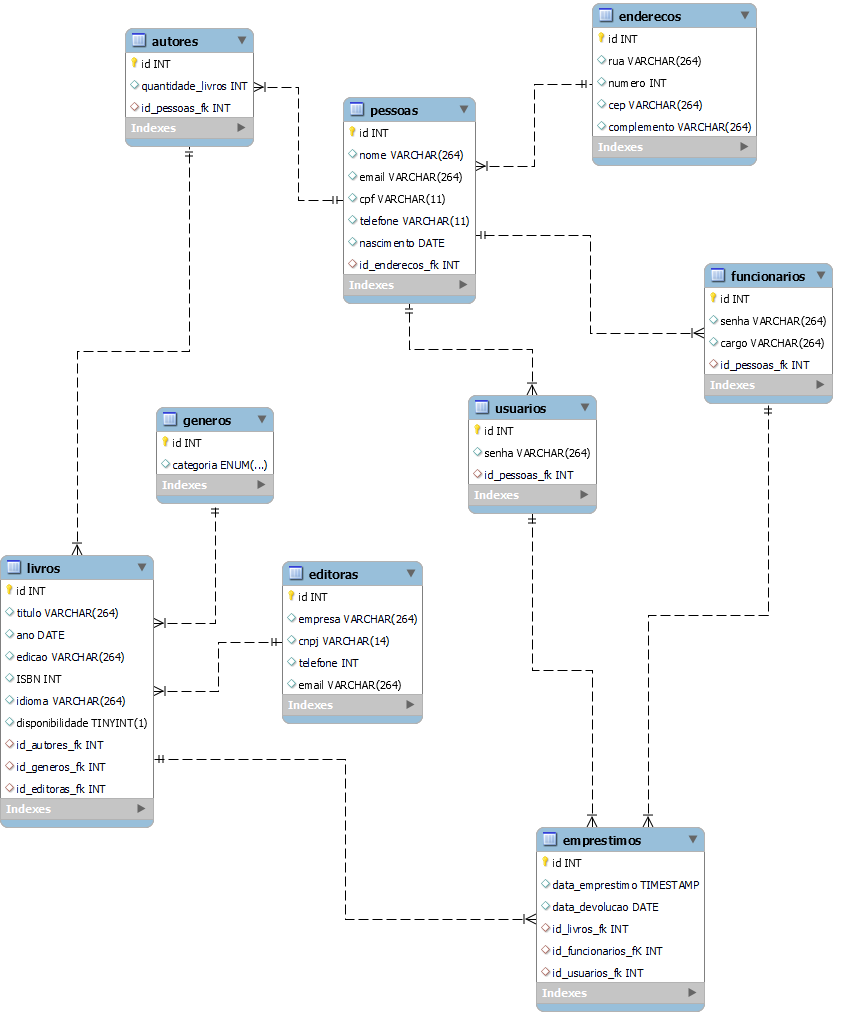 autores
id INT
quantidade_livros INT
id_pessoas_fk INT
Indexes
enderecos
id INT
rua VARCHAR(264)
numero INT
cep VARCHAR(264)
complemento VARCHAR(264)
Indexes
pessoas
id INT
nome VARCHAR(264)
email VARCHAR(264)
cpf VARCHAR(11)
telefone VARCHAR(11)
nascimento DATE
id_enderecos_fk INT
Indexes
funcionarios
id INT
senha VARCHAR(264)
cargo VARCHAR(264)
id_pessoas_fk INT
Indexes
generos
id INT
categoria ENUM(...)
Indexes
usuarios
id INT
senha VARCHAR(264)
id_pessoas_fk INT
Indexes
livros
id INT
titulo VARCHAR(264)
ano DATE
edicao VARCHAR(264)
ISBN INT
idioma VARCHAR(264)
disponibilidade TINYINT(1)
id_autores_fk INT
id_generos_fk INT
id_editoras_fk INT
Indexes
editoras
id INT
empresa VARCHAR(264)
cnpj VARCHAR(14)
telefone INT
email VARCHAR(264)
Indexes
emprestimos
id INT
data_emprestimo TIMESTAMP
data_devolucao DATE
id_livros_fk INT
id_funcionarios_fK INT
id_usuarios_fk INT
Indexes